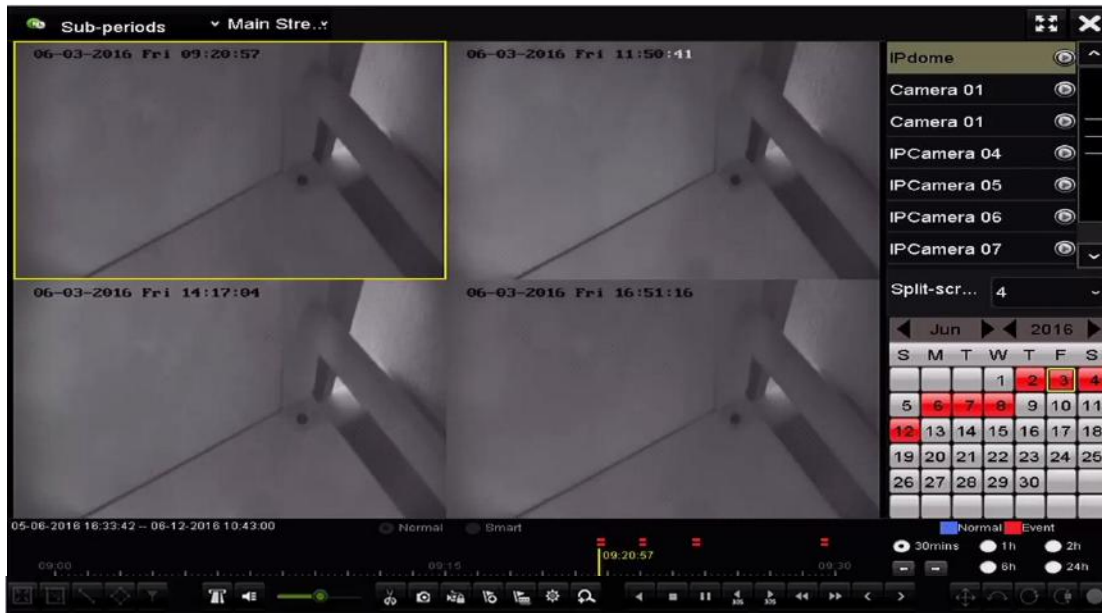 Sub-periods Main Stre...
06-03-2016 Fri 09:20:57
06-03-2016 Fri 11:50:41
06-03-2016 Fri 14:17:04
06-03-2016 Fri 16:51:16
IPdome
Camera 01
Camera 01
IPCamera 04
IPCamera 05
IPCamera 06
IPCamera 07
Split-scr... 4
Jun 2016
S M T W T F S
1 2 3 4
5 6 7 8 9 10 11
12 13 14 15 16 17 18
19 20 21 22 23 24 25
26 27 28 29 30
Normal Event
30mins 1h 2h
6h 24h
05-06-2016 16:33:42 -- 06-12-2016 10:43:00 Normal Smart
09:20:57
09:00 09:15 09:30
30S 30S